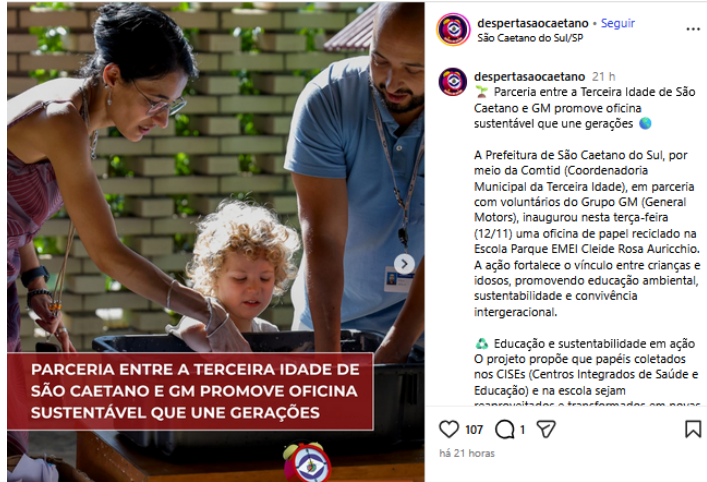 PARCERIA ENTRE A TERCEIRA IDADE DE
SÃO CAETANO E GM PROMOVE OFICINA
SUSTENTÁVEL QUE UNE GERAÇÕES
despertasaocaetano • Seguir
São Caetano do Sul/SP
despertasaocaetano 21 h
🌱 Parceria entre a Terceira Idade de São
Caetano e GM promove oficina
sustentável que une gerações 🌎
A Prefeitura de São Caetano do Sul, por
meio da Comtid (Coordenadoria
Municipal da Terceira Idade), em parceria
com voluntários do Grupo GM (General
Motors), inaugurou nesta terça-feira
(12/11) uma oficina de papel reciclado na
Escola Parque EMEI Cleide Rosa Auricchio.
A ação fortalece o vínculo entre crianças e
idosos, promovendo educação ambiental,
sustentabilidade e convivência
intergeracional.
♻️ Educação e sustentabilidade em ação
O projeto propõe que papéis coletados
nos CISEs (Centros Integrados de Saúde e
Educação) e na escola sejam
reaproveitados e transformados em novas
107 1
há 21 horas